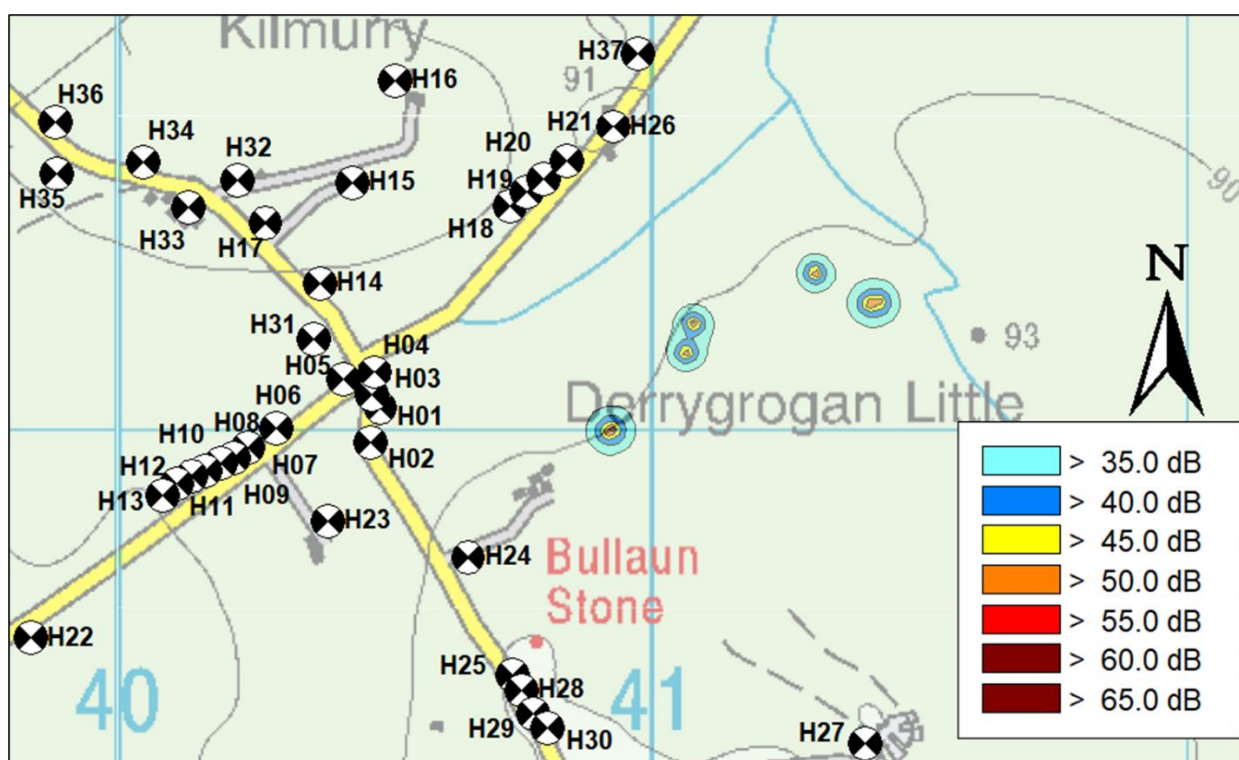 Kilmurry
H37
H16
91
H36
H34
H21
H26
H32
H20
H35
H15
H19
90
H33
H18
H17
N
H14
H31
93
H04
H05
H03
Derrygrogan Little
H06
H01
H08
H10
H02
H12
H07
> 35.0 dB
H13
H09
H11
> 40.0 dB
H23
> 45.0 dB
H24
Bullaun
Stone
> 50.0 dB
> 55.0 dB
H22
> 60.0 dB
H25
40
41
H28
> 65.0 dB
H29
H30
H27